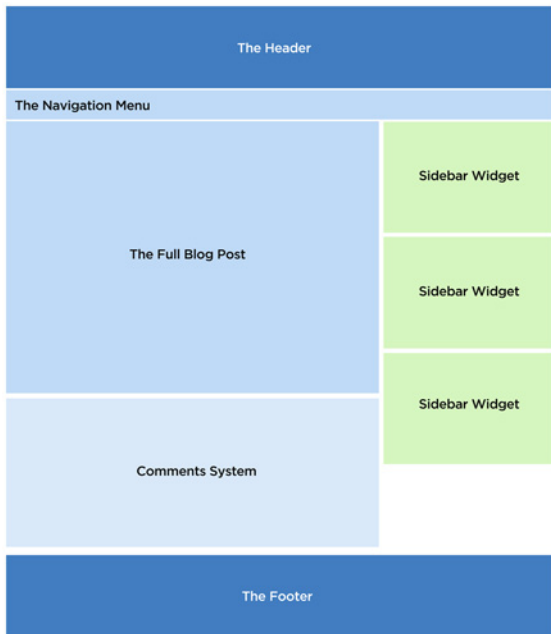 The Header
The Navigation Menu
The Full Blog Post
Sidebar Widget
Sidebar Widget
Sidebar Widget
Comments System
The Footer